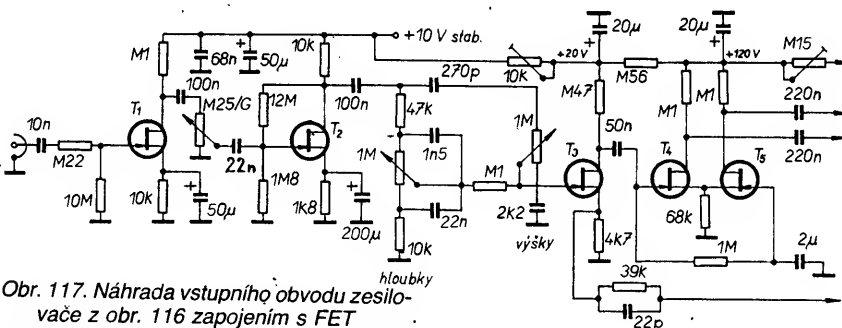 10n
M22
10M
M1
T1
10k
100n
68n
50µ
50µ
M25/G
22n
12M
1M8
10k
T2
1k8
200µ
100n
+10 V stab.
47k
1M
10k
270p
1n5
22n
hloubky
M1
1M
2k2
výšky
10k
+20 V
20µ
M47
T3
4k7
50n
39k
22p
M56
20µ
+120 V
M1
M1
T4
T5
68k
1M
2µ
M15
220n
220n
Obr. 117. Náhrada vstupního obvodu zesilo-
vače z obr. 116 zapojením s FET